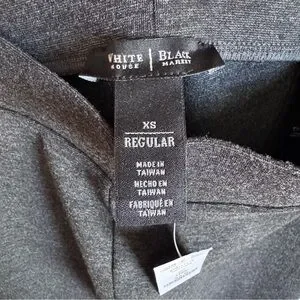 WHITE | BLACK
HOUSE | MARKET
XS
REGULAR
MADE IN
TAIWAN
HECHO EN
TAIWAN
FABRIQUÉ EN
TAIWAN